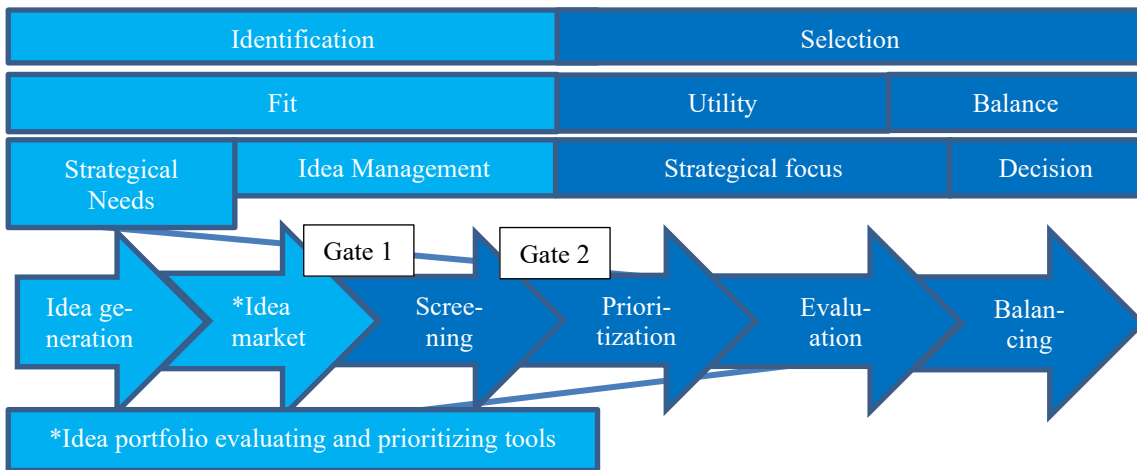 Identification
Selection
Fit
Utility
Balance
Strategical
Needs
Idea Management
Strategical focus
Decision
Gate 1
Gate 2
Idea ge-
neration
*Idea
market
Scree-
ning
Priori-
tization
Evalu-
ation
Balan-
cing
*Idea portfolio evaluating and prioritizing tools